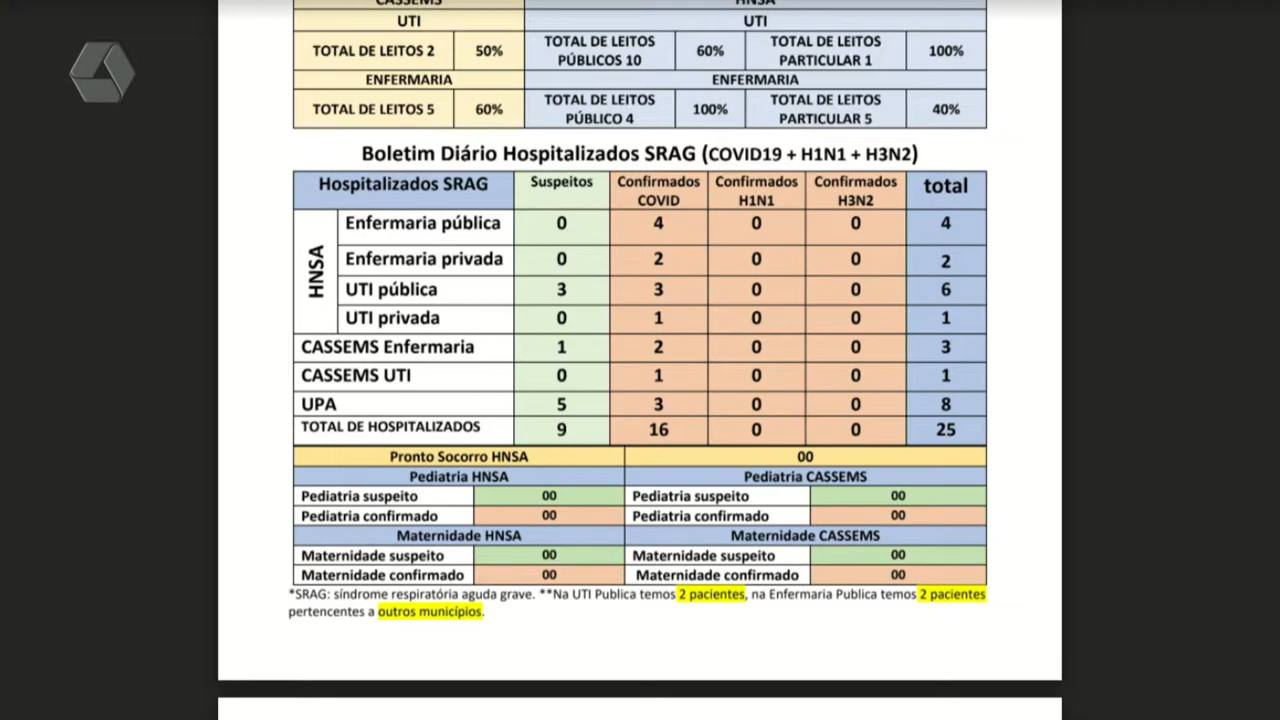 CASSEMS HNSA
UTI UTI
TOTAL DE LEITOS 2 50% TOTAL DE LEITOS PÚBLICOS 10 60% TOTAL DE LEITOS PARTICULAR 1 100%
ENFERMARIA ENFERMARIA
TOTAL DE LEITOS 5 60% TOTAL DE LEITOS PÚBLICO 4 100% TOTAL DE LEITOS PARTICULAR 5 40%
Boletim Diário Hospitalizados SRAG (COVID19 + H1N1 + H3N2)
Hospitalizados SRAG Suspeitos Confirmados COVID Confirmados H1N1 Confirmados H3N2 total
HNSA
Enfermaria pública 0 4 0 0 4
Enfermaria privada 0 2 0 0 2
UTI pública 3 3 0 0 6
UTI privada 0 1 0 0 1
CASSEMS Enfermaria 1 2 0 0 3
CASSEMS UTI 0 1 0 0 1
UPA 5 3 0 0 8
TOTAL DE HOSPITALIZADOS 9 16 0 0 25
Pronto Socorro HNSA 00
Pediatria HNSA Pediatria CASSEMS
Pediatria suspeito 00 Pediatria suspeito 00
Pediatria confirmado 00 Pediatria confirmado 00
Maternidade HNSA Maternidade CASSEMS
Maternidade suspeito 00 Maternidade suspeito 00
Maternidade confirmado 00 Maternidade confirmado 00
*SRAG: síndrome respiratória aguda grave. **Na UTI Publica temos 2 pacientes, na Enfermaria Publica temos 2 pacientes
pertencentes a outros municípios.